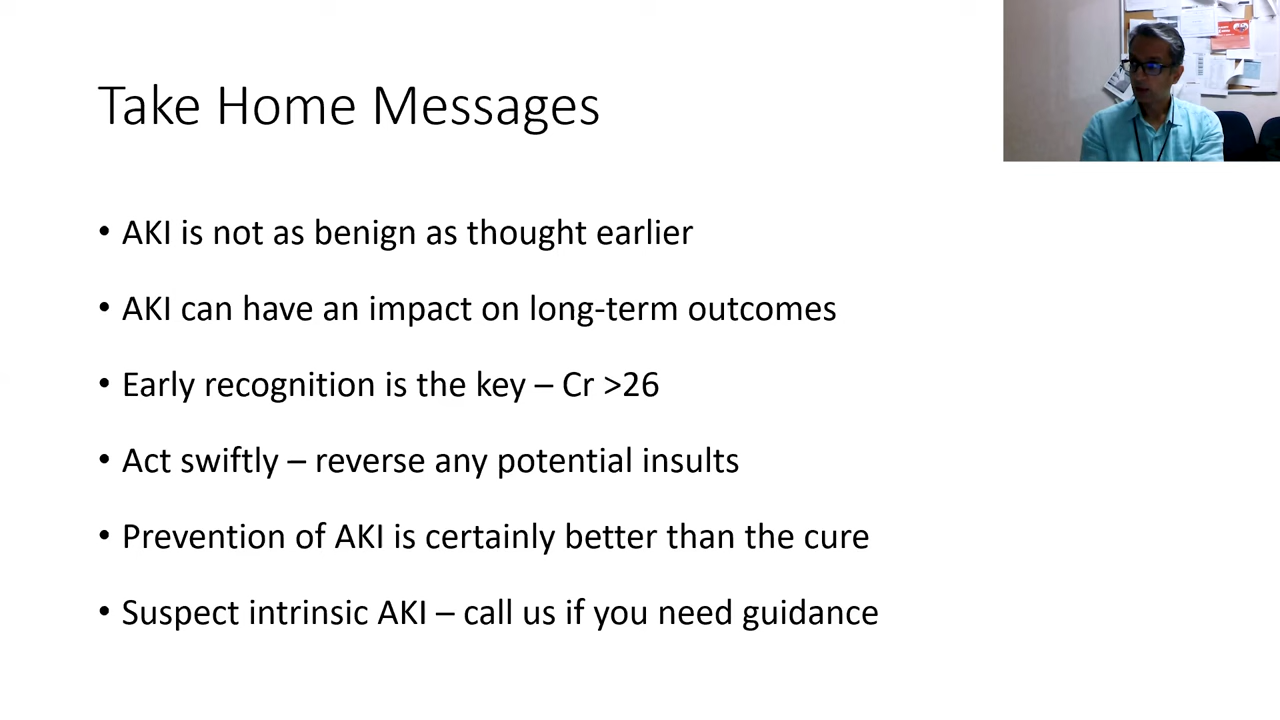 Take Home Messages
• AKI is not as benign as thought earlier
• AKI can have an impact on long-term outcomes
• Early recognition is the key – Cr >26
• Act swiftly – reverse any potential insults
• Prevention of AKI is certainly better than the cure
• Suspect intrinsic AKI – call us if you need guidance